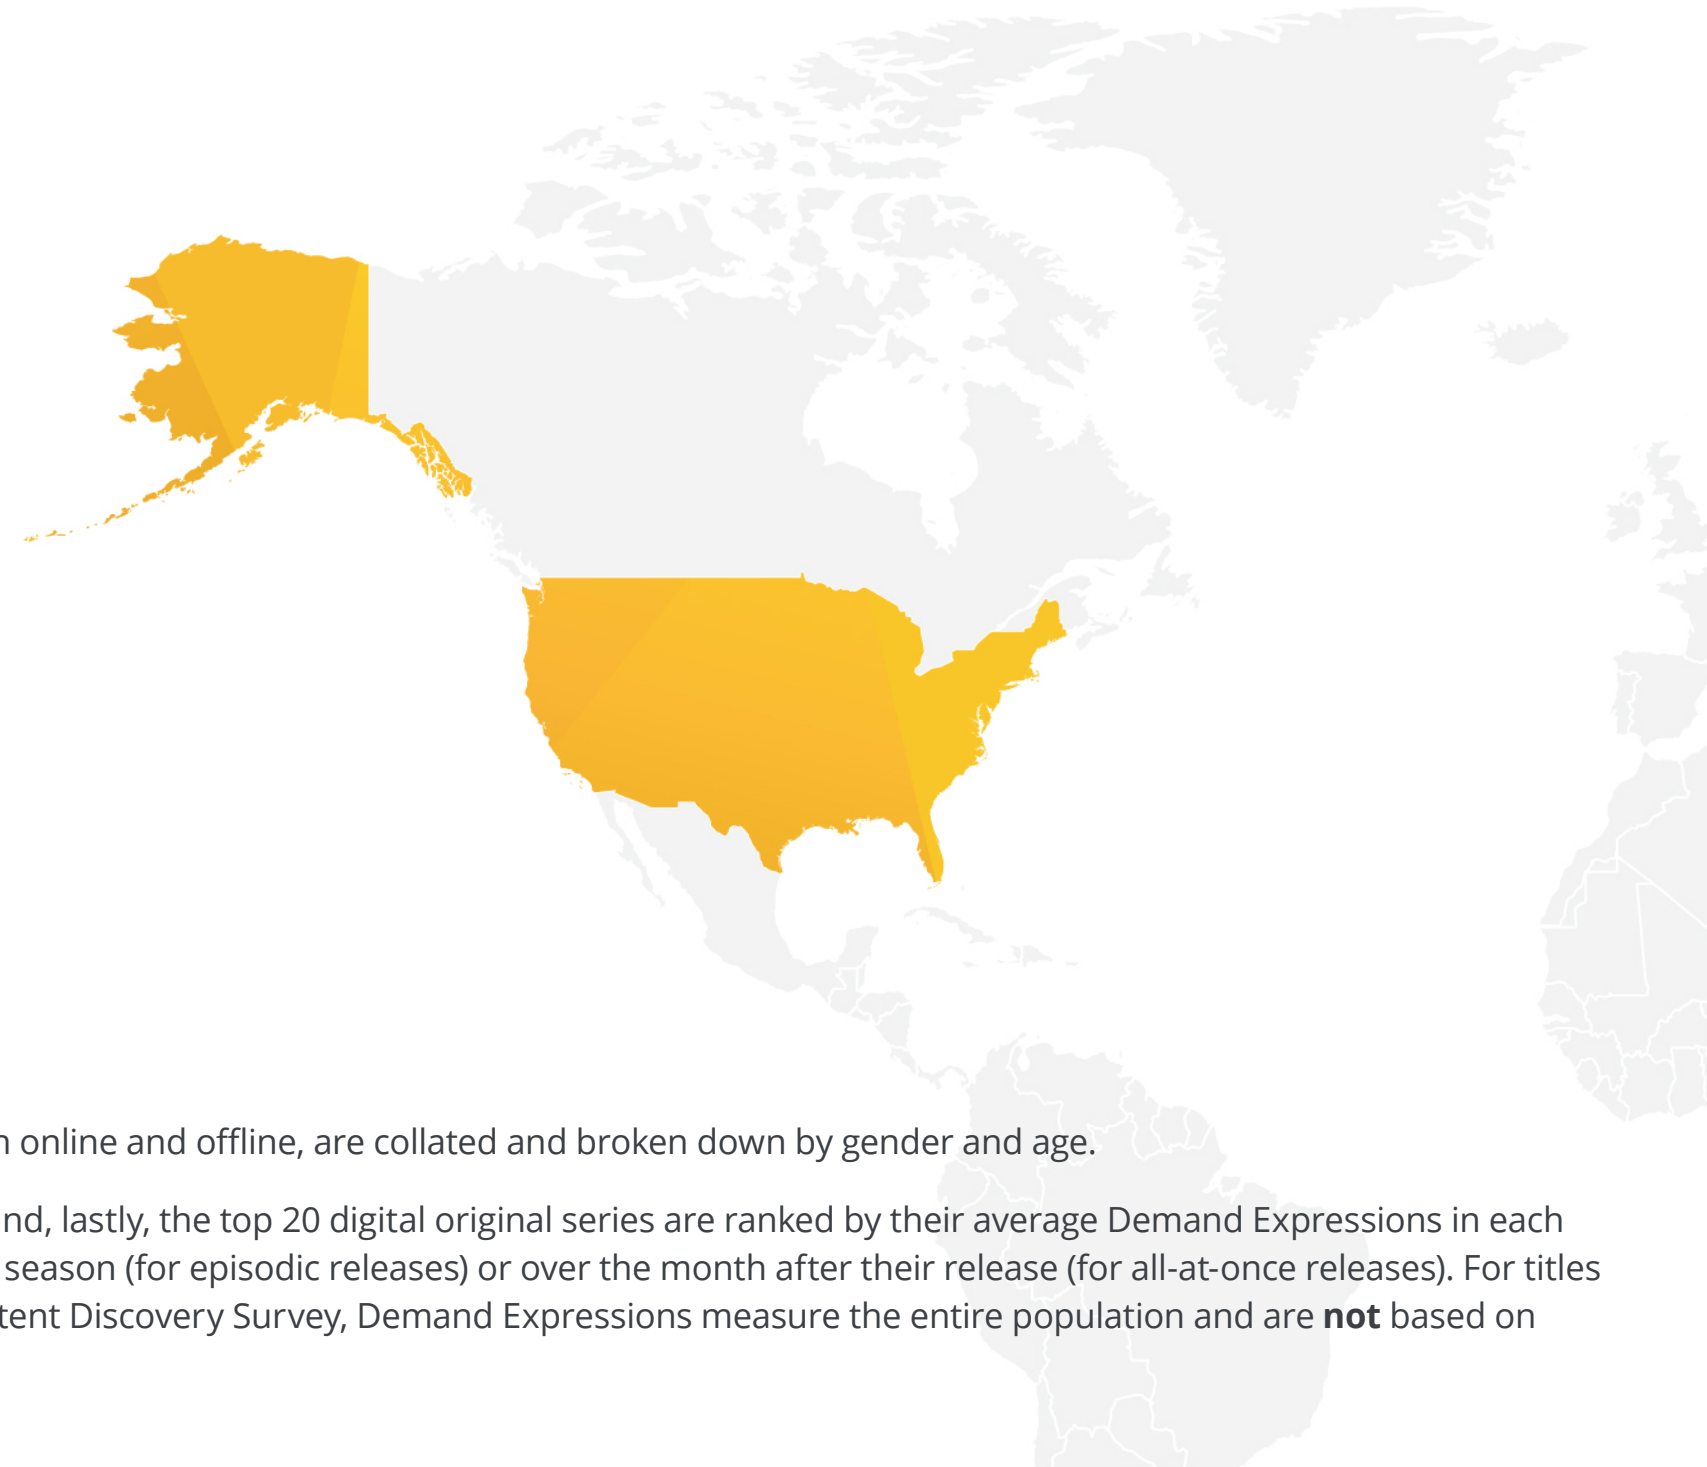 online and offline, are collated and broken down by gender and age.
nd, lastly, the top 20 digital original series are ranked by their average Demand Expressions in each
season (for episodic releases) or over the month after their release (for all-at-once releases). For titles
tent Discovery Survey, Demand Expressions measure the entire population and are not based on